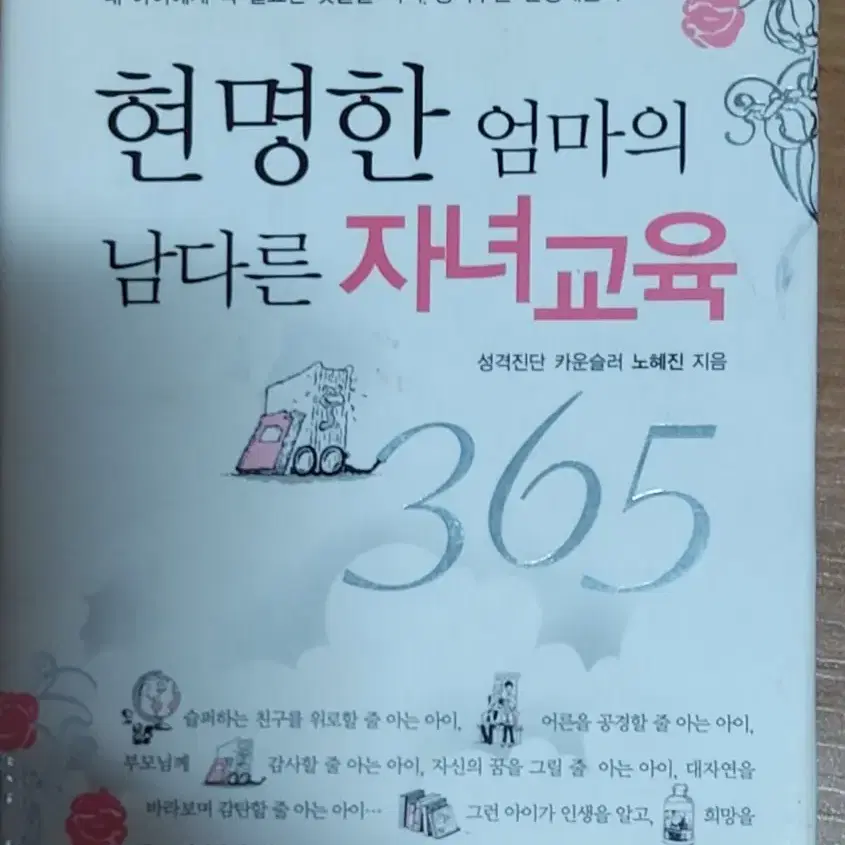 현명한 엄마의
남다른 자녀교육
성격진단 카운슬러 노혜진 지음
365
슬퍼하는 친구를 위로할 줄 아는 아이, 어른을 공경할 줄 아는 아이,
부모님께 감사할 줄 아는 아이, 자신의 꿈을 그릴 줄 아는 아이, 대자연을
바라보며 감탄할 줄 아는 아이… 그런 아이가 인생을 알고, 희망을